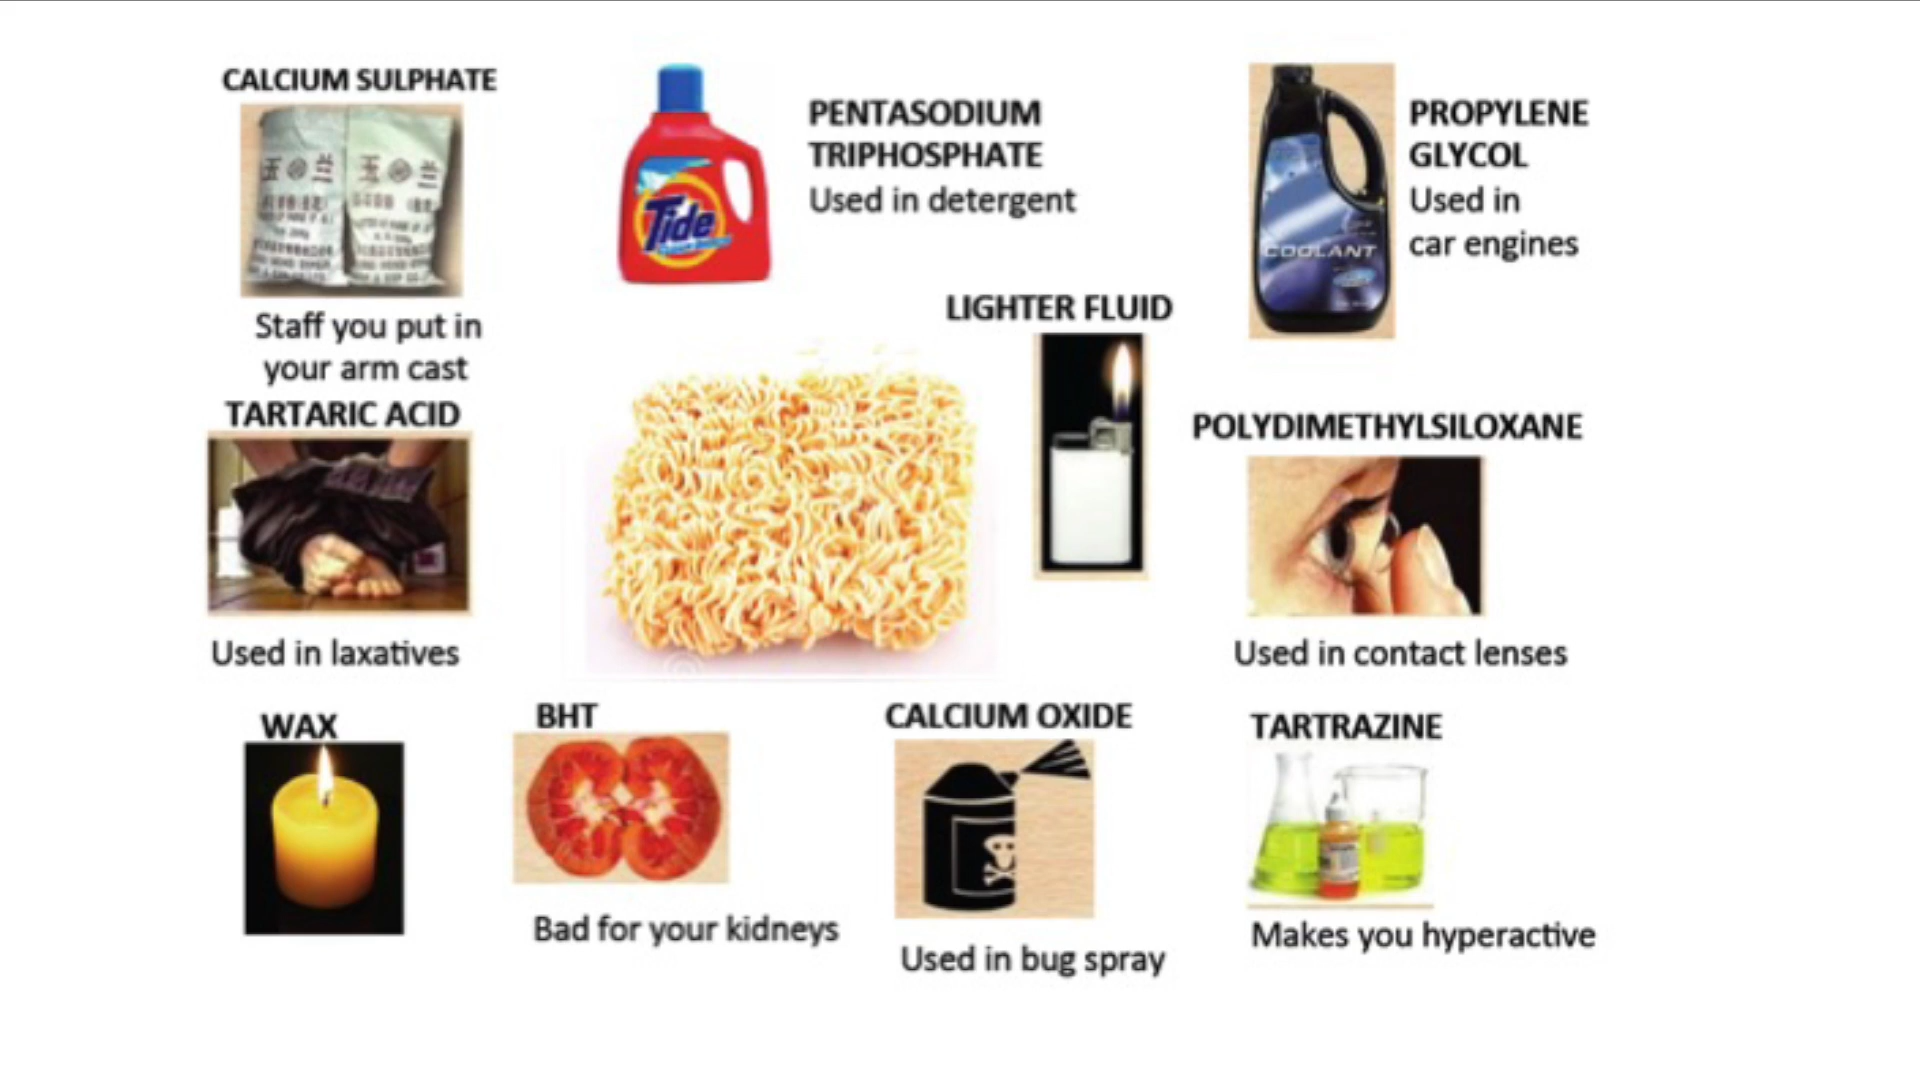 CALCIUM SULPHATE
Staff you put in
your arm cast
Tide
PENTASODIUM
TRIPHOSPHATE
Used in detergent
COOLANT
PROPYLENE
GLYCOL
Used in
car engines
LIGHTER FLUID
TARTARIC ACID
Used in laxatives
POLYDIMETHYLSILOXANE
Used in contact lenses
WAX
BHT
Bad for your kidneys
CALCIUM OXIDE
Used in bug spray
TARTRAZINE
Makes you hyperactive